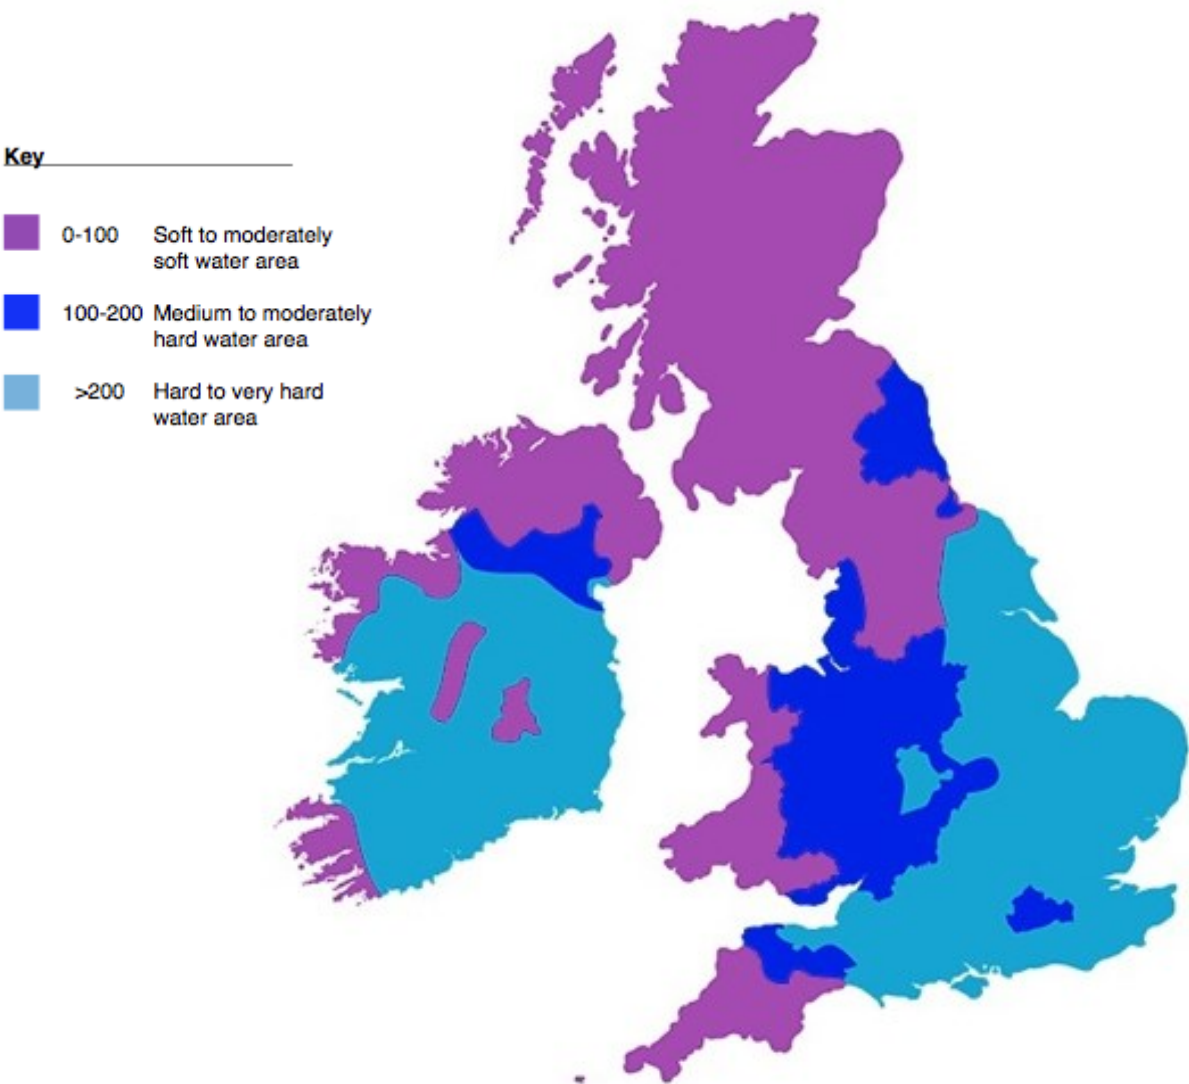 Key
0-100 Soft to moderately
soft water area
100-200 Medium to moderately
hard water area
>200 Hard to very hard
water area